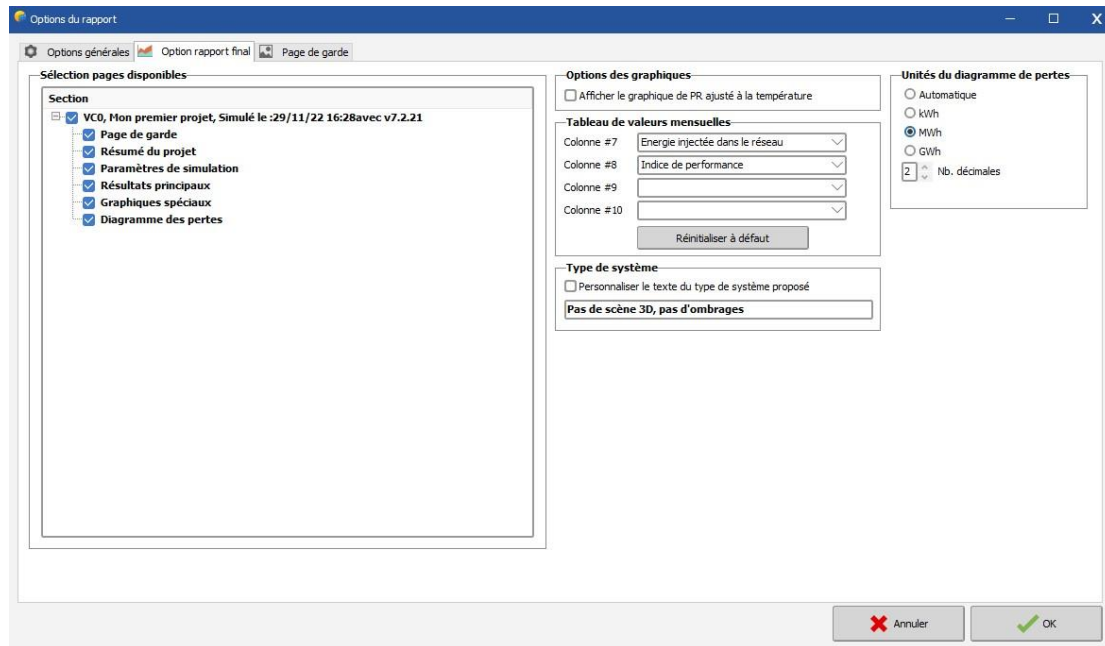 Options du rapport
Options générales
Option rapport final
Page de garde
Sélection pages disponibles
Section
VC0, Mon premier projet, Simulé le :29/11/22 16:28avec v7.2.21
Page de garde
Résumé du projet
Paramètres de simulation
Résultats principaux
Graphiques spéciaux
Diagramme des pertes
Options des graphiques
Afficher le graphique de PR ajusté à la température
Tableau de valeurs mensuelles
Colonne #7 Energie injectée dans le réseau
Colonne #8 Indice de performance
Colonne #9
Colonne #10
Réinitialiser à défaut
Type de système
Personnaliser le texte du type de système proposé
Pas de scène 3D, pas d'ombrages
Unités du diagramme de pertes
Automatique
kWh
MWh
GWh
2 Nb. décimales
Annuler
OK